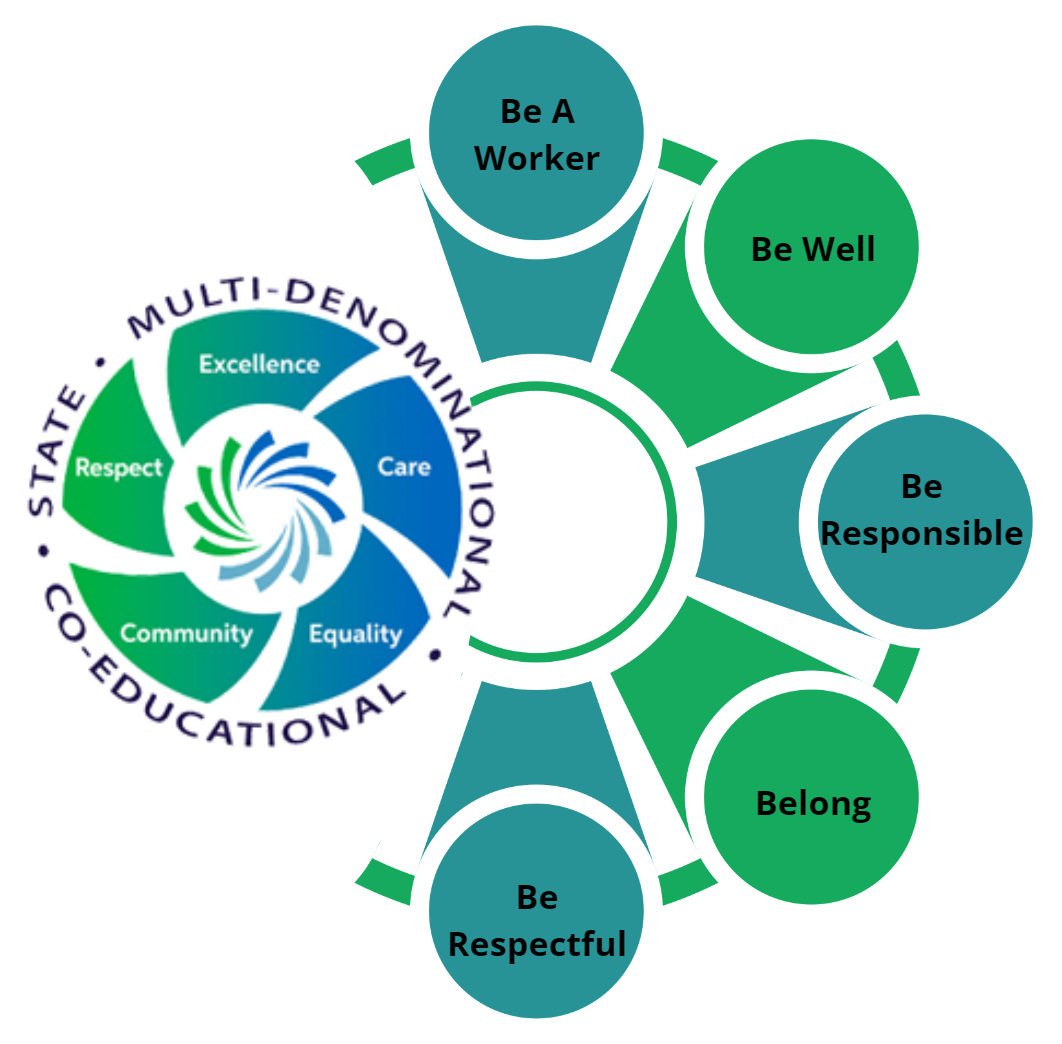 Be A
Worker
Be Well
Be
Responsible
Belong
Be
Respectful
STATE • MULTI-DENOMINATIONAL • CO-EDUCATIONAL •
Excellence
Care
Equality
Community
Respect